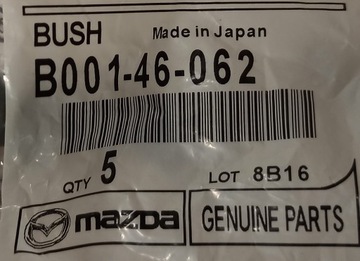 BUSH Made in Japan
B001-46-062
QTY 5 LOT 8B16
mazda GENUINE PARTS